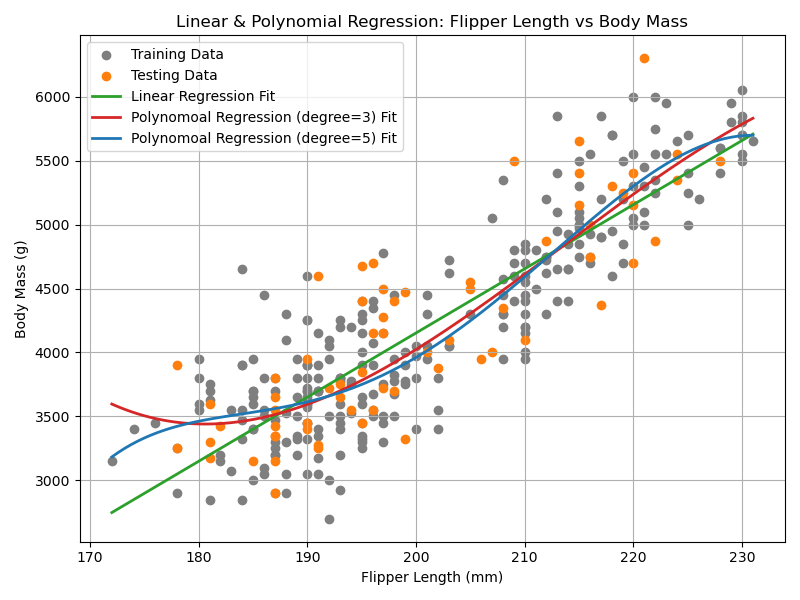 Linear & Polynomial Regression: Flipper Length vs Body Mass
Training Data
Testing Data
Linear Regression Fit
Polynomoal Regression (degree=3) Fit
Polynomoal Regression (degree=5) Fit
Body Mass (g)
6000
5500
5000
4500
4000
3500
3000
170 180 190 200 210 220 230
Flipper Length (mm)